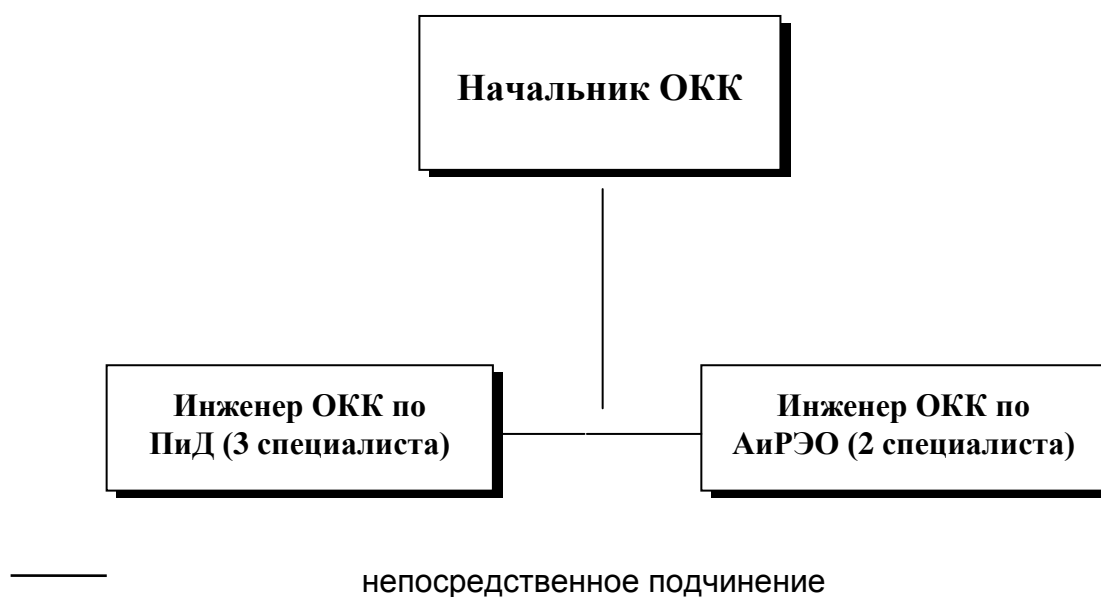 Начальник ОКК
Инженер ОКК по
ПиД (3 специалиста)
Инженер ОКК по
АиРЭО (2 специалиста)
непосредственное подчинение